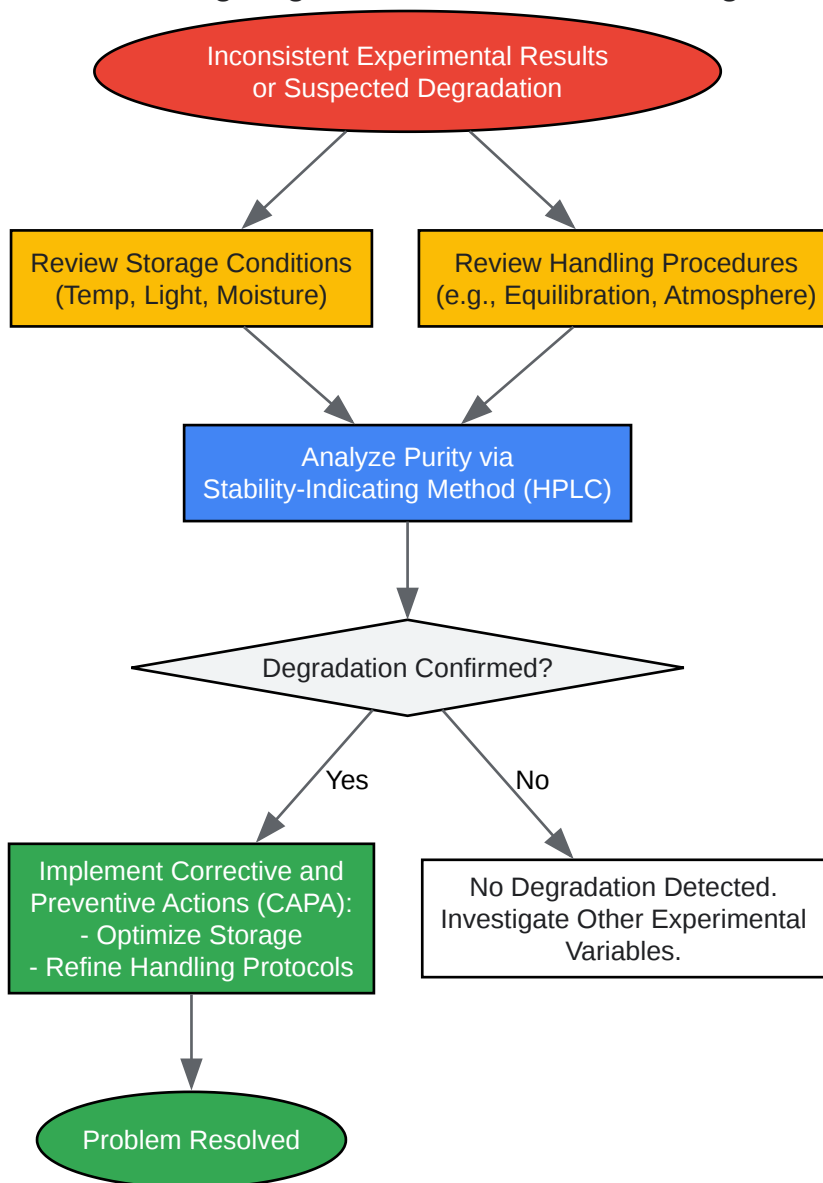 Inconsistent Experimental Results
or Suspected Degradation
Review Storage Conditions
(Temp, Light, Moisture)
Review Handling Procedures
(e.g., Equilibration, Atmosphere)
Analyze Purity via
Stability-Indicating Method (HPLC)
Degradation Confirmed?
Yes
No
Implement Corrective and
Preventive Actions (CAPA):
- Optimize Storage
- Refine Handling Protocols
No Degradation Detected.
Investigate Other Experimental
Variables.
Problem Resolved